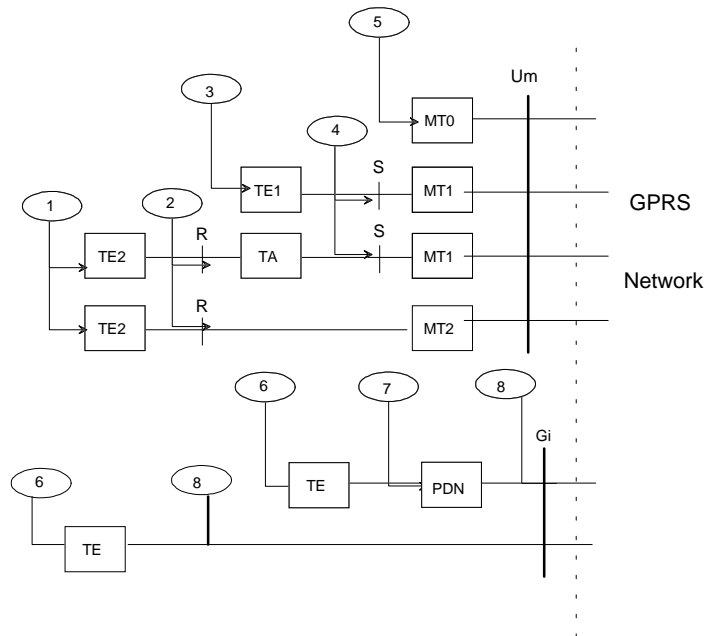 5
Um
3
4
MT0
S
TE1
MT1
GPRS
1
2
R
S
TE2
TA
MT1
Network
R
TE2
MT2
6
7
8
Gi
6
8
TE
PDN
TE